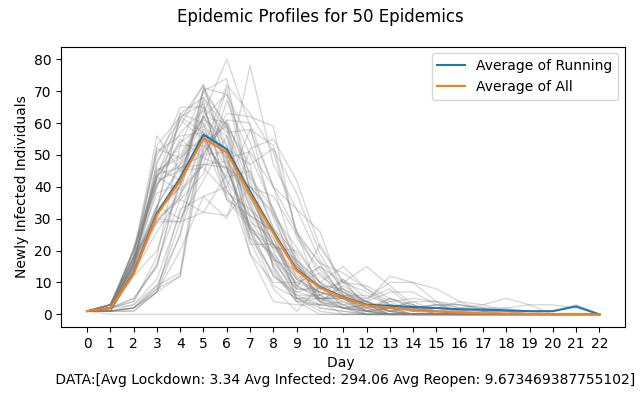 Epidemic Profiles for 50 Epidemics
80
70
60
50
40
30
20
10
0
Newly Infected Individuals
Average of Running
Average of All
0 1 2 3 4 5 6 7 8 9 10 11 12 13 14 15 16 17 18 19 20 21 22
Day
DATA:[Avg Lockdown: 3.34 Avg Infected: 294.06 Avg Reopen: 9.673469387755102]